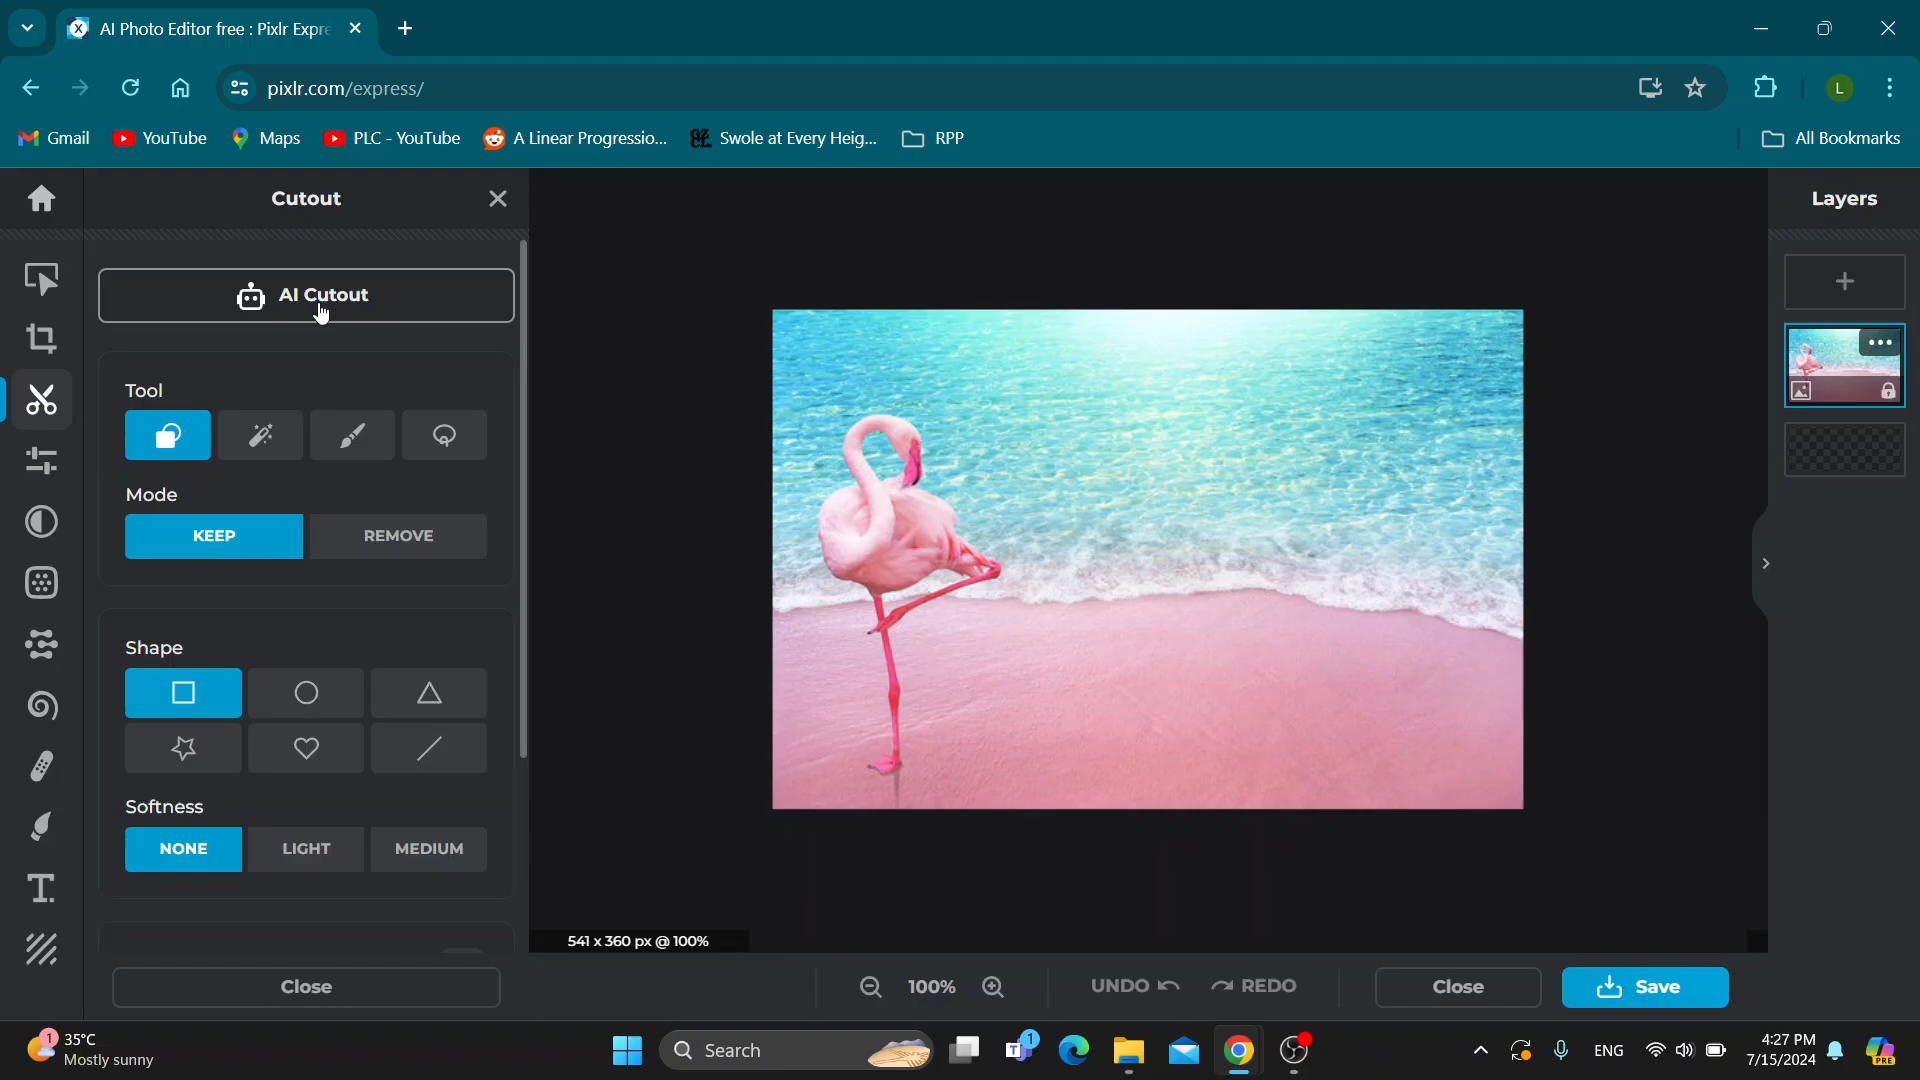 AI Photo Editor free : Pixlr Expre
pixlr.com/express/
L
Gmail
YouTube
Maps
PLC - YouTube
A Linear Progressio...
Swole at Every Heig...
RPP
All Bookmarks
Cutout
Layers
AI Cutout
Tool
Mode
KEEP
REMOVE
Shape
Softness
NONE
LIGHT
MEDIUM
541 x 360 px @ 100%
Close
100%
UNDO
REDO
Close
Save
1
35°C
Mostly sunny
Search
1
ENG
4:27 PM
7/15/2024
PRE